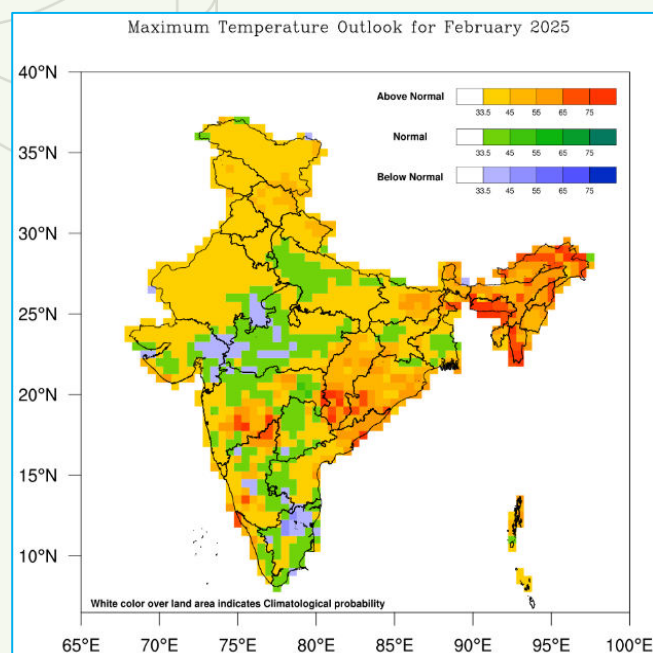 Maximum Temperature Outlook for February 2025
40°N
35°N
30°N
25°N
20°N
15°N
10°N
Above Normal
33.5 45 55 65 75
Normal
33.5 45 55 65 75
Below Normal
33.5 45 55 65 75
White color over land area indicates Climatological probability
65°E 70°E 75°E 80°E 85°E 90°E 95°E 100°E